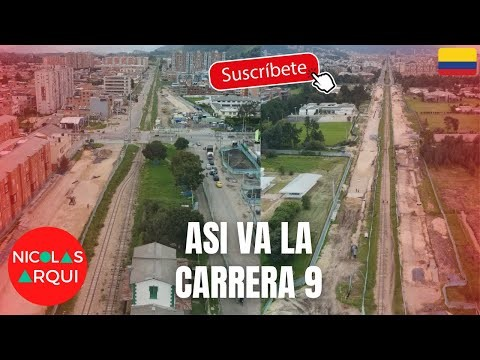 Suscríbete
NICOLAS
ARQUI
ASI VA LA
CARRERA 9